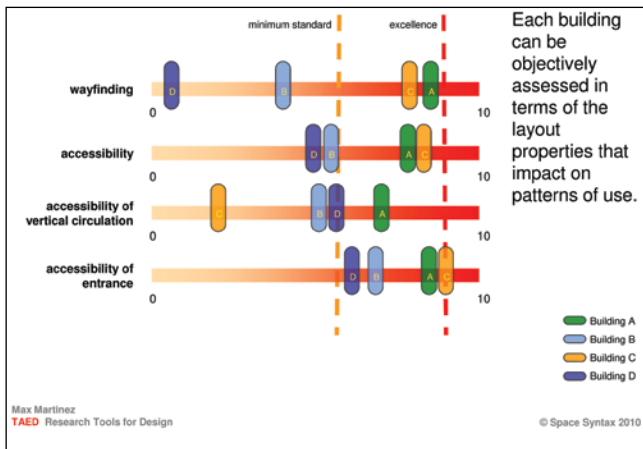 minimum standard
excellence
Each building
can be
objectively
assessed in
terms of the
layout
properties that
impact on
patterns of use.
wayfinding
D
B
C
A
0
10
accessibility
D
B
A
C
0
10
accessibility of
vertical circulation
C
B
D
A
0
10
accessibility of
entrance
D
B
A
C
0
10
Building A
Building B
Building C
Building D
Max Martinez
TAED Research Tools for Design
© Space Syntax 2010